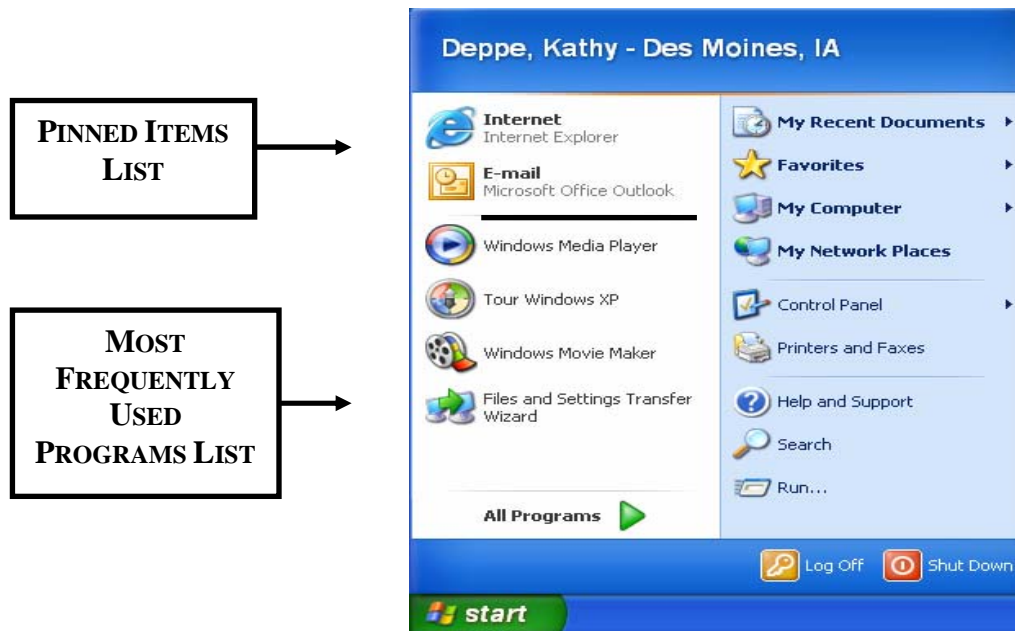 Deppe, Kathy - Des Moines, IA
PINNED ITEMS
LIST
MOST
FREQUENTLY
USED
PROGRAMS LIST
Internet
Internet Explorer
E-mail
Microsoft Office Outlook
Windows Media Player
Tour Windows XP
Windows Movie Maker
Files and Settings Transfer
Wizard
All Programs
My Recent Documents
Favorites
My Computer
My Network Places
Control Panel
Printers and Faxes
Help and Support
Search
Run...
Log Off
Shut Down
start